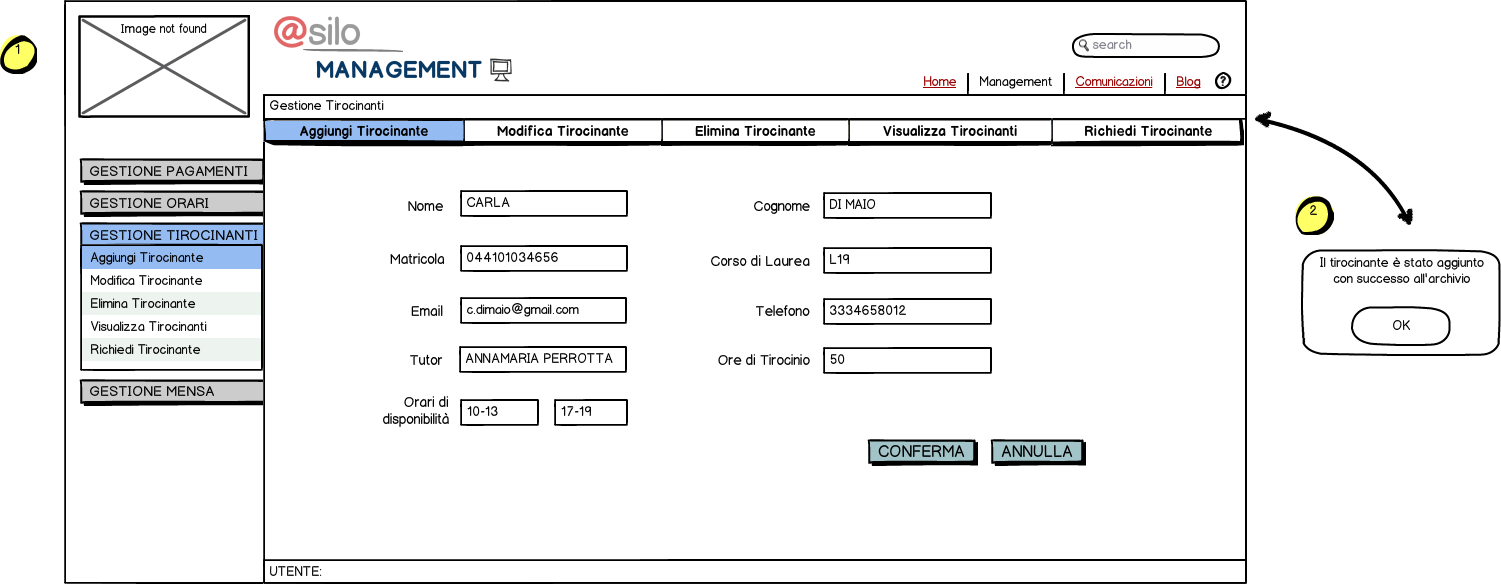 1
Image not found
@silo
MANAGEMENT
search
Home
Management
Comunicazioni
Blog
?
Gestione Tirocinanti
Aggiungi Tirocinante
Modifica Tirocinante
Elimina Tirocinante
Visualizza Tirocinanti
Richiedi Tirocinante
GESTIONE PAGAMENTI
GESTIONE ORARI
GESTIONE TIROCINANTI
Aggiungi Tirocinante
Modifica Tirocinante
Elimina Tirocinante
Visualizza Tirocinanti
Richiedi Tirocinante
GESTIONE MENSA
Nome CARLA
Cognome DI MAIO
Matricola 044101034656
Corso di Laurea L19
Email c.dimaio@gmail.com
Telefono 3334658012
Tutor ANNAMARIA PERROTTA
Ore di Tirocinio 50
Orari di
disponibilità 10-13 17-19
CONFERMA ANNULLA
UTENTE:
2
Il tirocinante è stato aggiunto
con successo all'archivio
OK